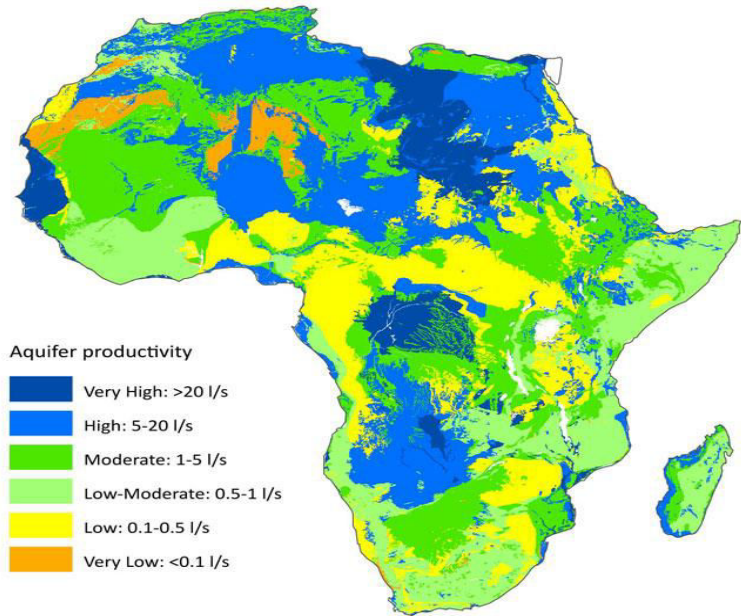 Aquifer productivity
Very High: >20 l/s
High: 5-20 l/s
Moderate: 1-5 l/s
Low-Moderate: 0.5-1 l/s
Low: 0.1-0.5 l/s
Very Low: <0.1 l/s